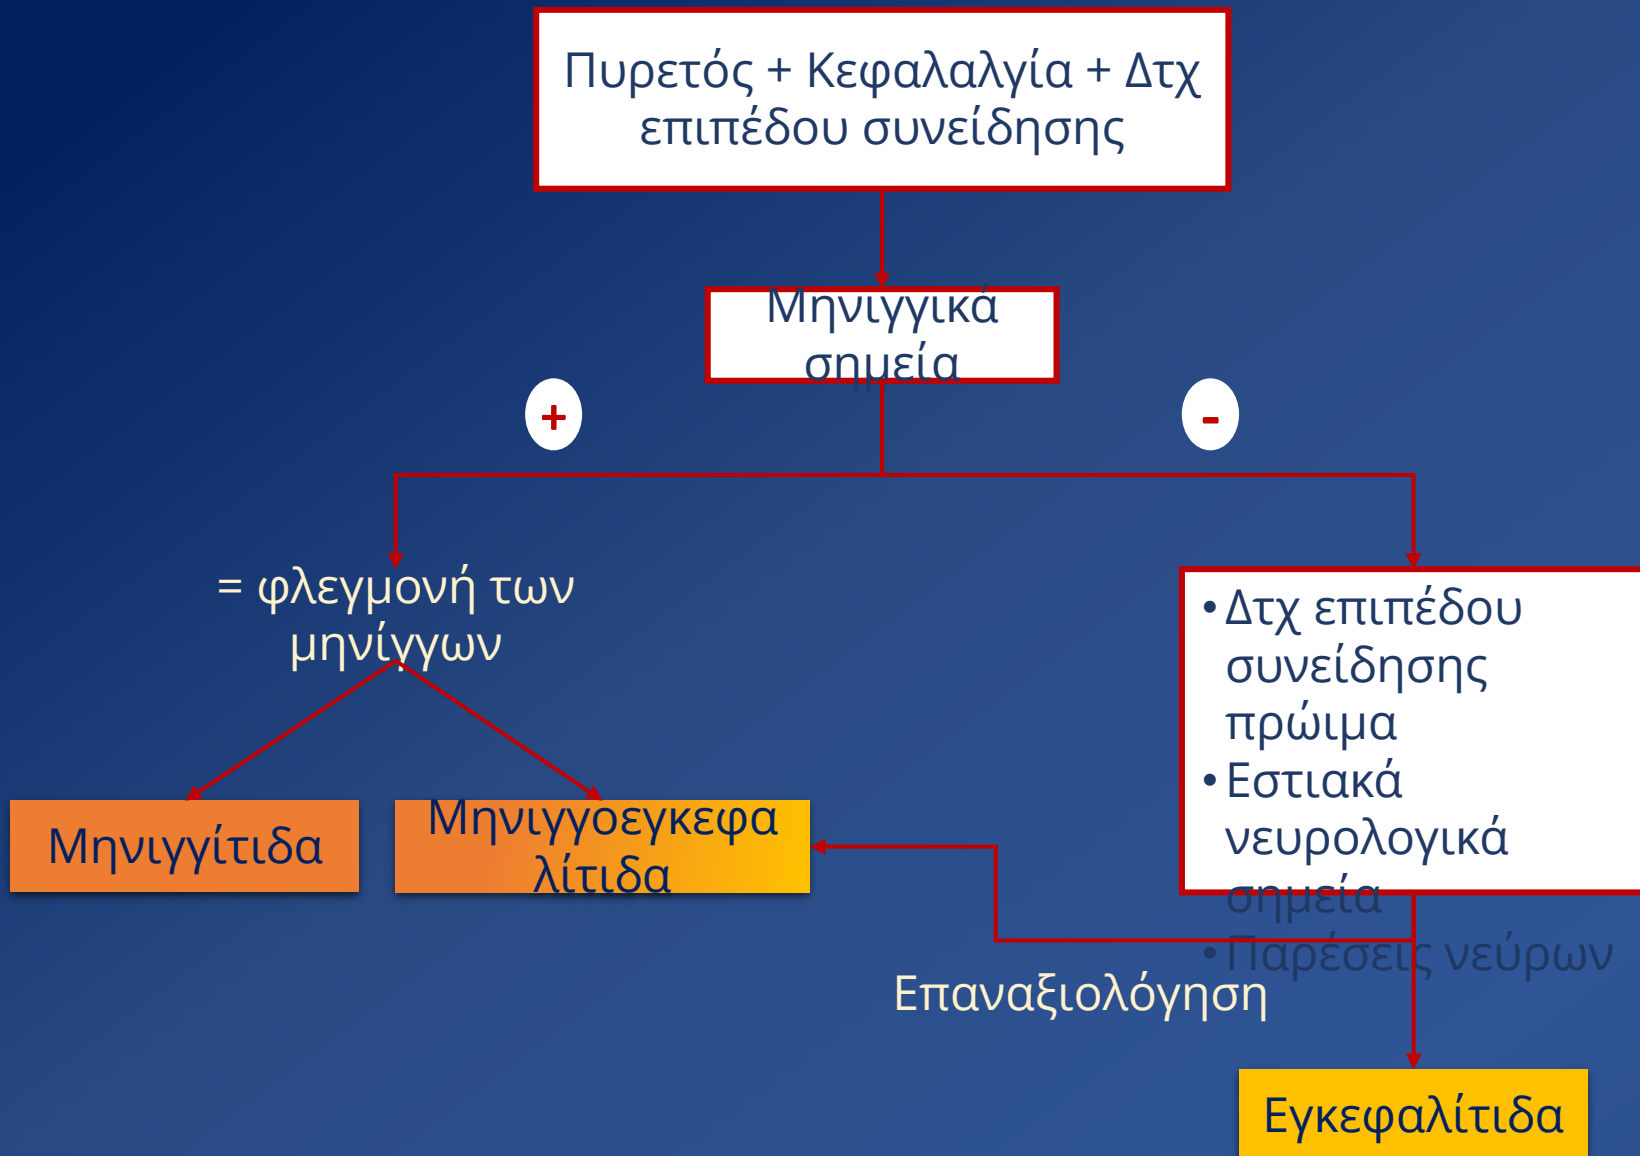 Πυρετός + Κεφαλαλγία + Δτχ
επιπέδου συνείδησης
Μηνιγγικά
σημεία
+
-
= φλεγμονή των
μηνίγγων
• Δτχ επιπέδου
συνείδησης
πρώιμα
• Εστιακά
νευρολογικά
σημεία
• Παρέσεις νεύρων
Μηνιγγίτιδα
Μηνιγγοεγκεφα
λίτιδα
Επαναξιολόγηση
Εγκεφαλίτιδα